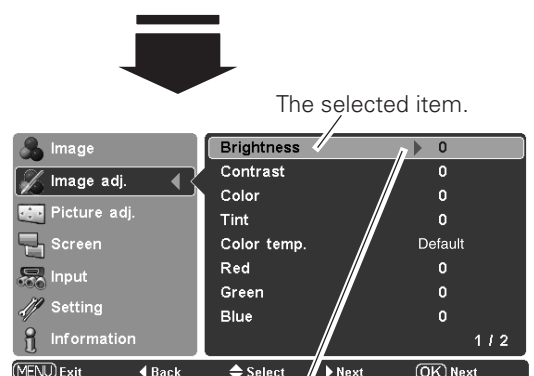 The selected item.
Image
Image adj.
Picture adj.
Screen
Input
Setting
Information
Brightness 0
Contrast 0
Color 0
Tint 0
Color temp. Default
Red 0
Green 0
Blue 0
1 / 2
MENU Exit Back Select Next OK Next